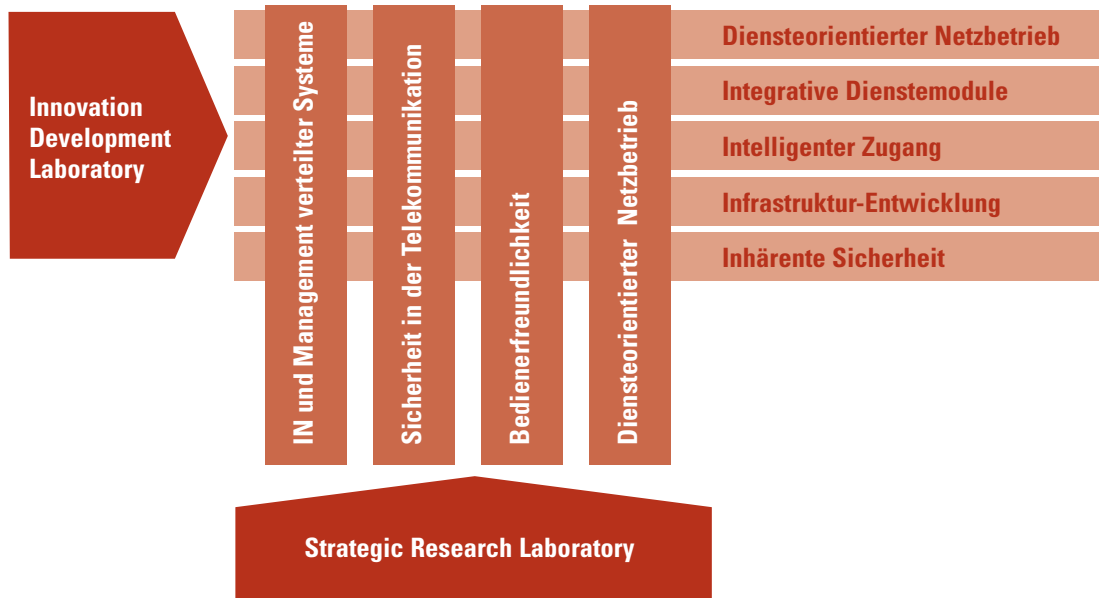 Innovation
Development
Laboratory
IN und Management verteilter Systeme
Sicherheit in der Telekommunikation
Bedienerfreundlichkeit
Diensteorientierter Netzbetrieb
Diensteorientierter Netzbetrieb
Integrative Dienstemodule
Intelligenter Zugang
Infrastruktur-Entwicklung
Inhärente Sicherheit
Strategic Research Laboratory